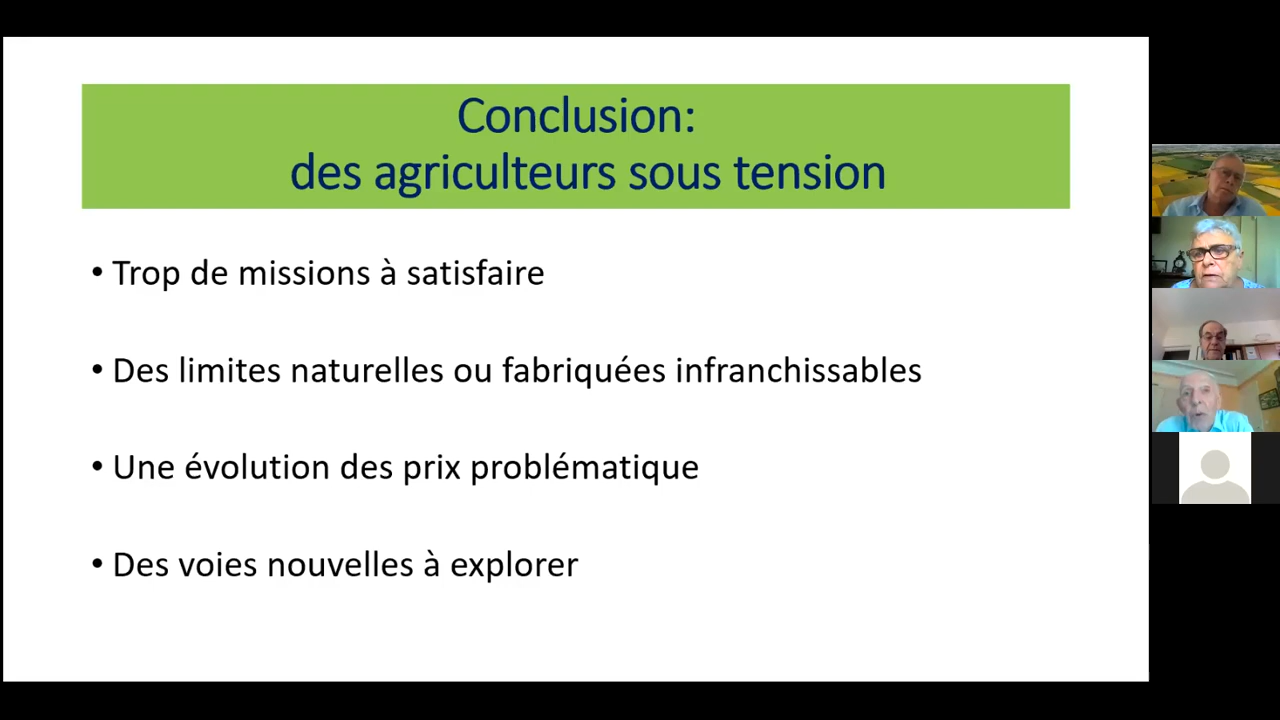 Conclusion:
des agriculteurs sous tension
• Trop de missions à satisfaire
• Des limites naturelles ou fabriquées infranchissables
• Une évolution des prix problématique
• Des voies nouvelles à explorer